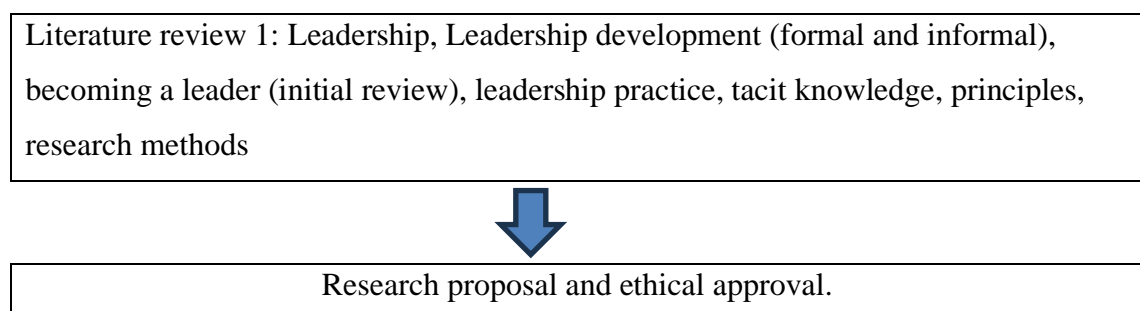 Literature review 1: Leadership, Leadership development (formal and informal),
becoming a leader (initial review), leadership practice, tacit knowledge, principles,
research methods
Research proposal and ethical approval.